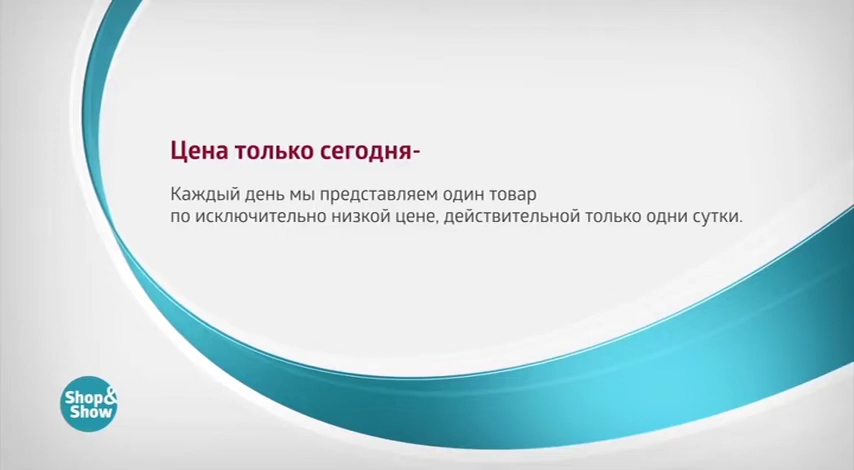 Цена только сегодня-
Каждый день мы представляем один товар
по исключительно низкой цене, действительной только одни сутки.
Shop&
Show